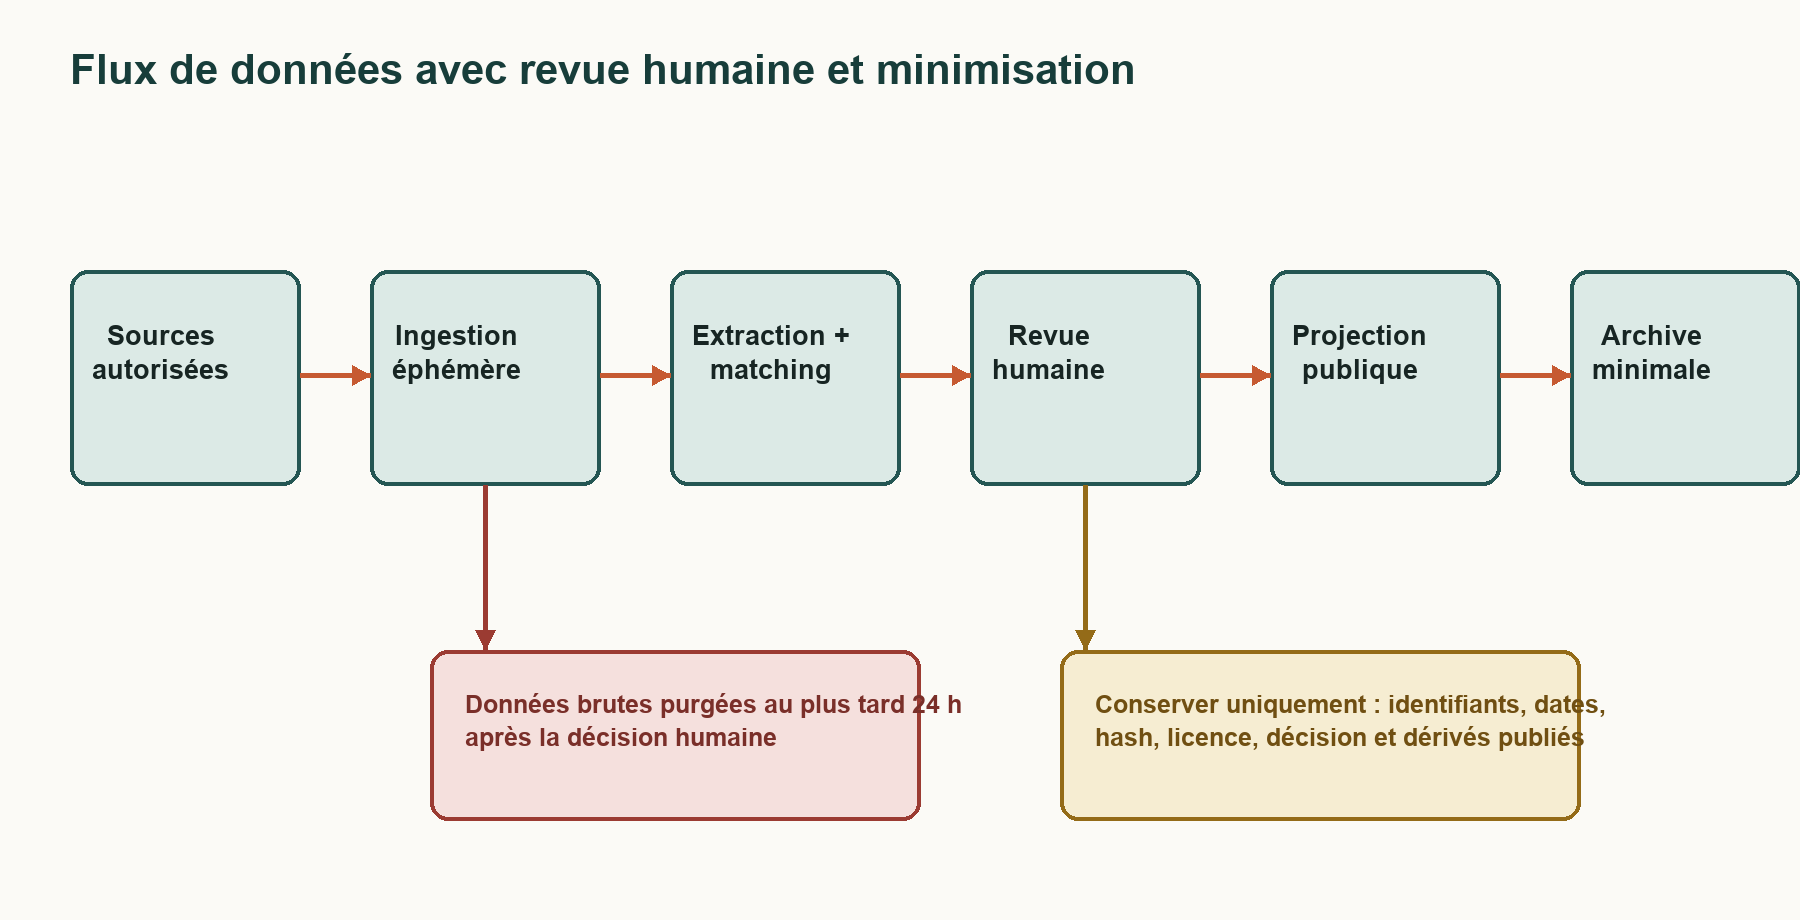 Flux de données avec revue humaine et minimisation
Sources
autorisées
Ingestion
éphémère
Extraction +
matching
Revue
humaine
Projection
publique
Archive
minimale
Données brutes purgées au plus tard 24 h
après la décision humaine
Conserver uniquement : identifiants, dates,
hash, licence, décision et dérivés publiés